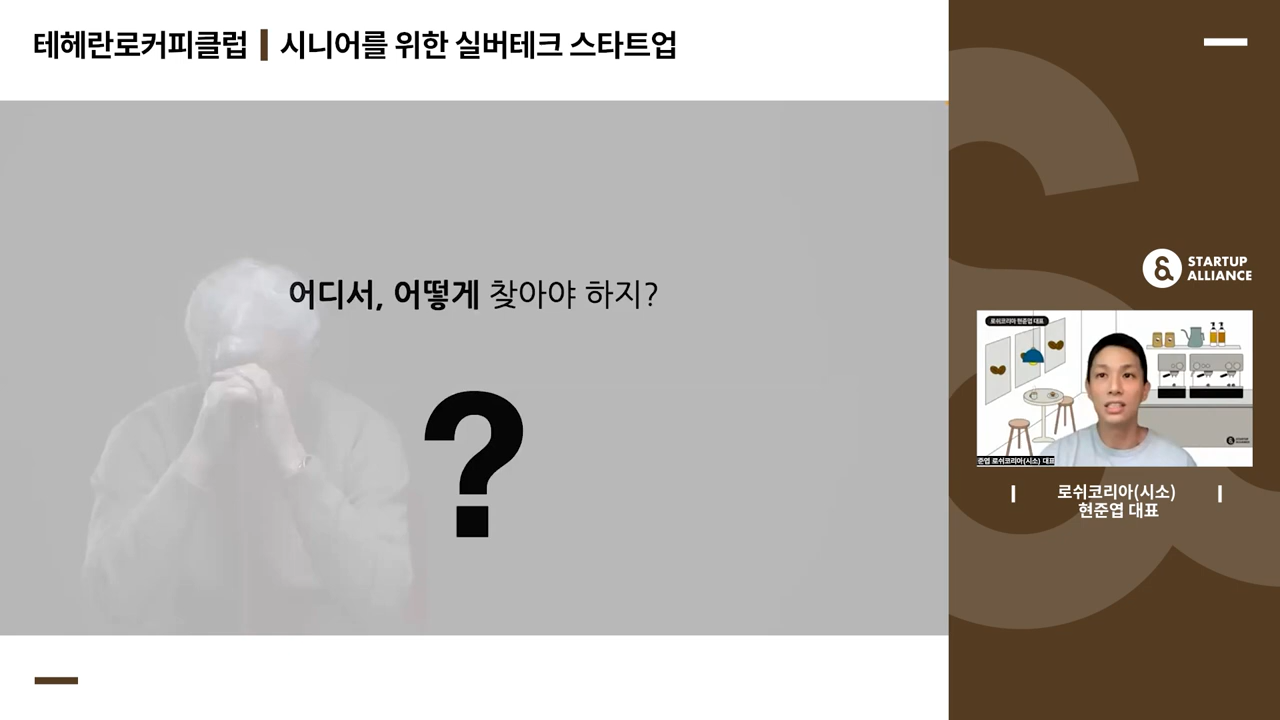 테헤란로커피클럽 | 시니어를 위한 실버테크 스타트업
어디서, 어떻게 찾아야 하지?
?
STARTUP
ALLIANCE
로쉬코리아 현준엽 대표
준엽 로쉬코리아(시소) 대표
로쉬코리아(시소)
현준엽 대표